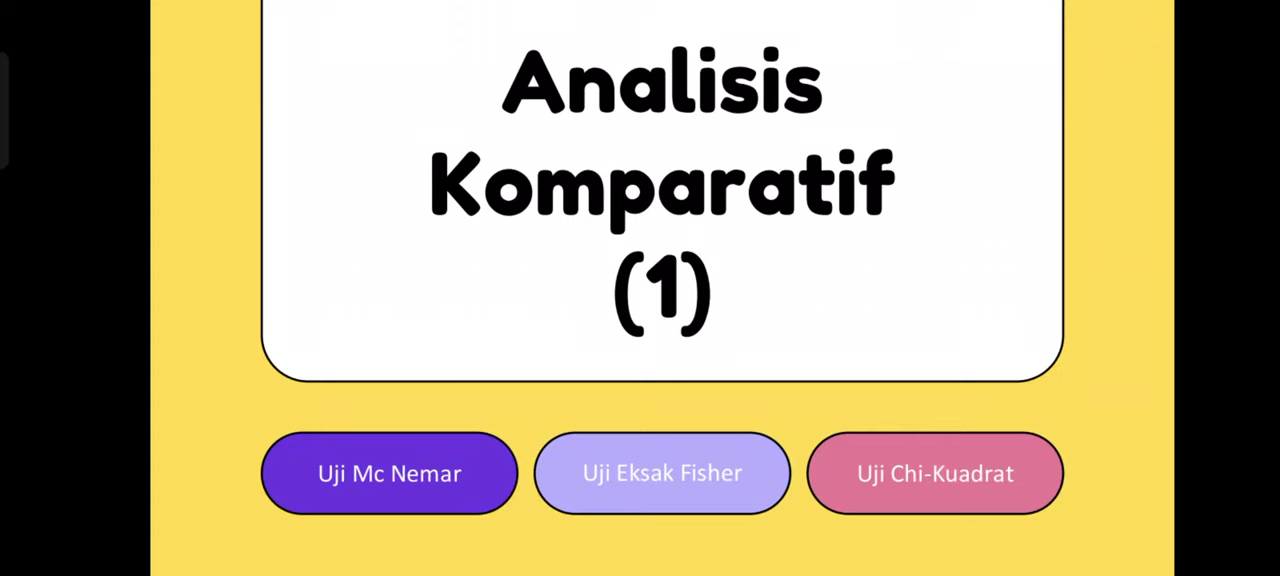 Analisis
Komparatif
(1)
Uji Mc Nemar
Uji Eksak Fisher
Uji Chi-Kuadrat